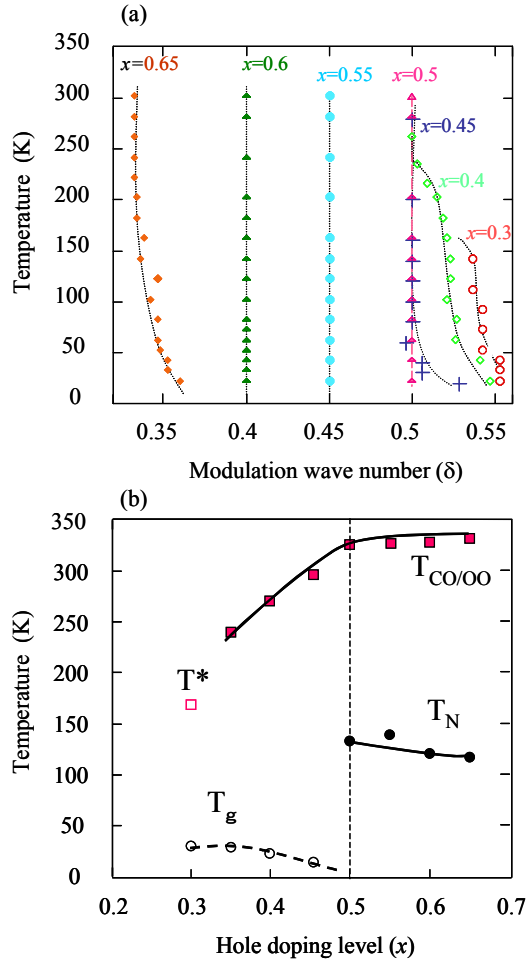 (a)
350
300
250
200
150
100
50
0
Temperature (K)
x=0.65
x=0.6
x=0.55
x=0.5
x=0.45
x=0.4
x=0.3
0.35
0.4
0.45
0.5
0.55
Modulation wave number (δ)
(b)
350
300
250
200
150
100
50
0
Temperature (K)
T_CO/OO
T*
T_N
T_g
0.2
0.3
0.4
0.5
0.6
0.7
Hole doping level (x)